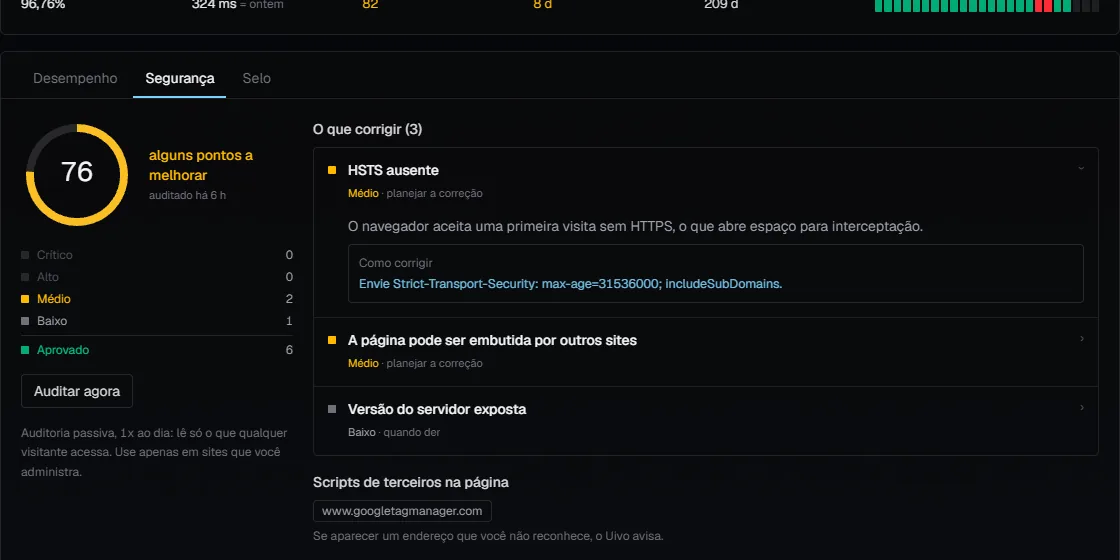 96,76% 324 ms = ontem 82 8 d 209 d
Desempenho Segurança Selo
76
alguns pontos a
melhorar
auditado há 6 h
Crítico 0
Alto 0
Médio 2
Baixo 1
Aprovado 6
Auditar agora
Auditoria passiva, 1x ao dia: lê só o que qualquer
visitante acessa. Use apenas em sites que você
administra.
O que corrigir (3)
HSTS ausente
Médio · planejar a correção
O navegador aceita uma primeira visita sem HTTPS, o que abre espaço para interceptação.
Como corrigir
Envie Strict-Transport-Security: max-age=31536000; includeSubDomains.
A página pode ser embutida por outros sites
Médio · planejar a correção
Versão do servidor exposta
Baixo · quando der
Scripts de terceiros na página
www.googletagmanager.com
Se aparecer um endereço que você não reconhece, o Uivo avisa.